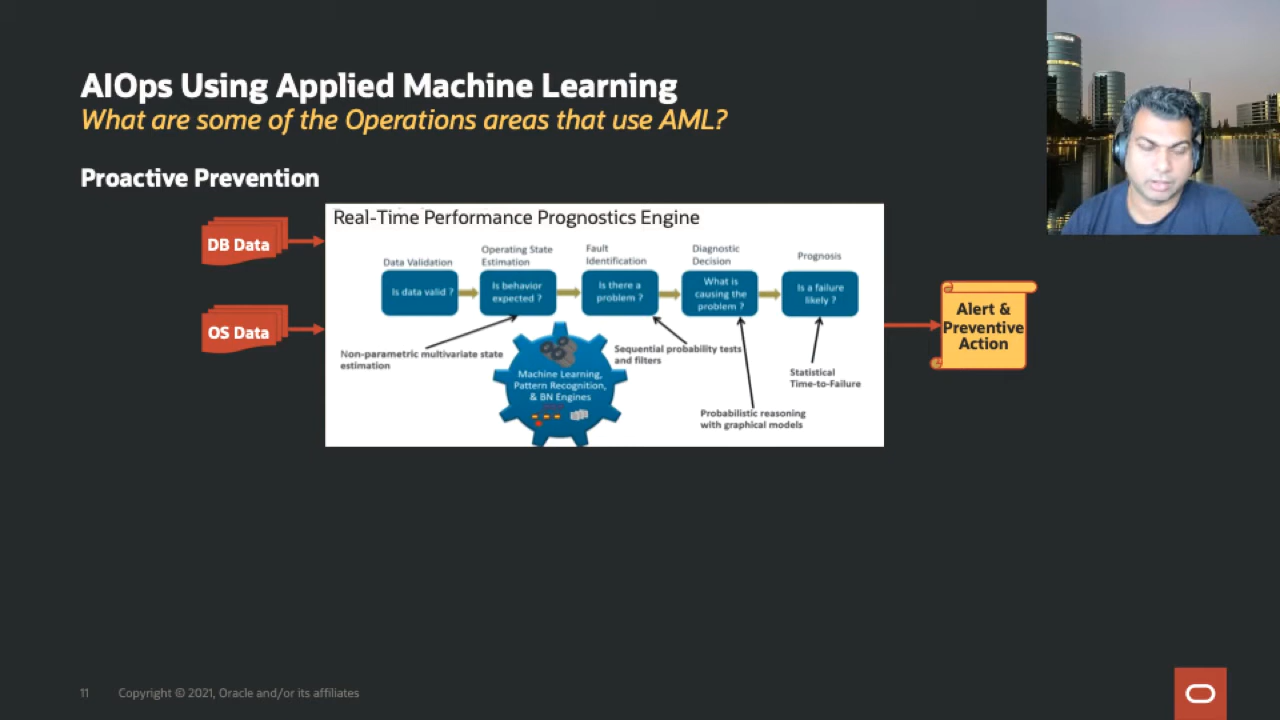 AIOps Using Applied Machine Learning
What are some of the Operations areas that use AML?
Proactive Prevention
DB Data
OS Data
Real-Time Performance Prognostics Engine
Data Validation
Is data valid ?
Operating State
Estimation
Is behavior
expected ?
Fault
Identification
Is there a
problem ?
Diagnostic
Decision
What is
causing the
problem ?
Prognosis
Is a failure
likely ?
Non-parametric multivariate state
estimation
Machine Learning,
Pattern Recognition,
& BN Engines
Sequential probability tests
and filters
Probabilistic reasoning
with graphical models
Statistical
Time-to-Failure
Alert &
Preventive
Action
11
Copyright © 2021, Oracle and/or its affiliates